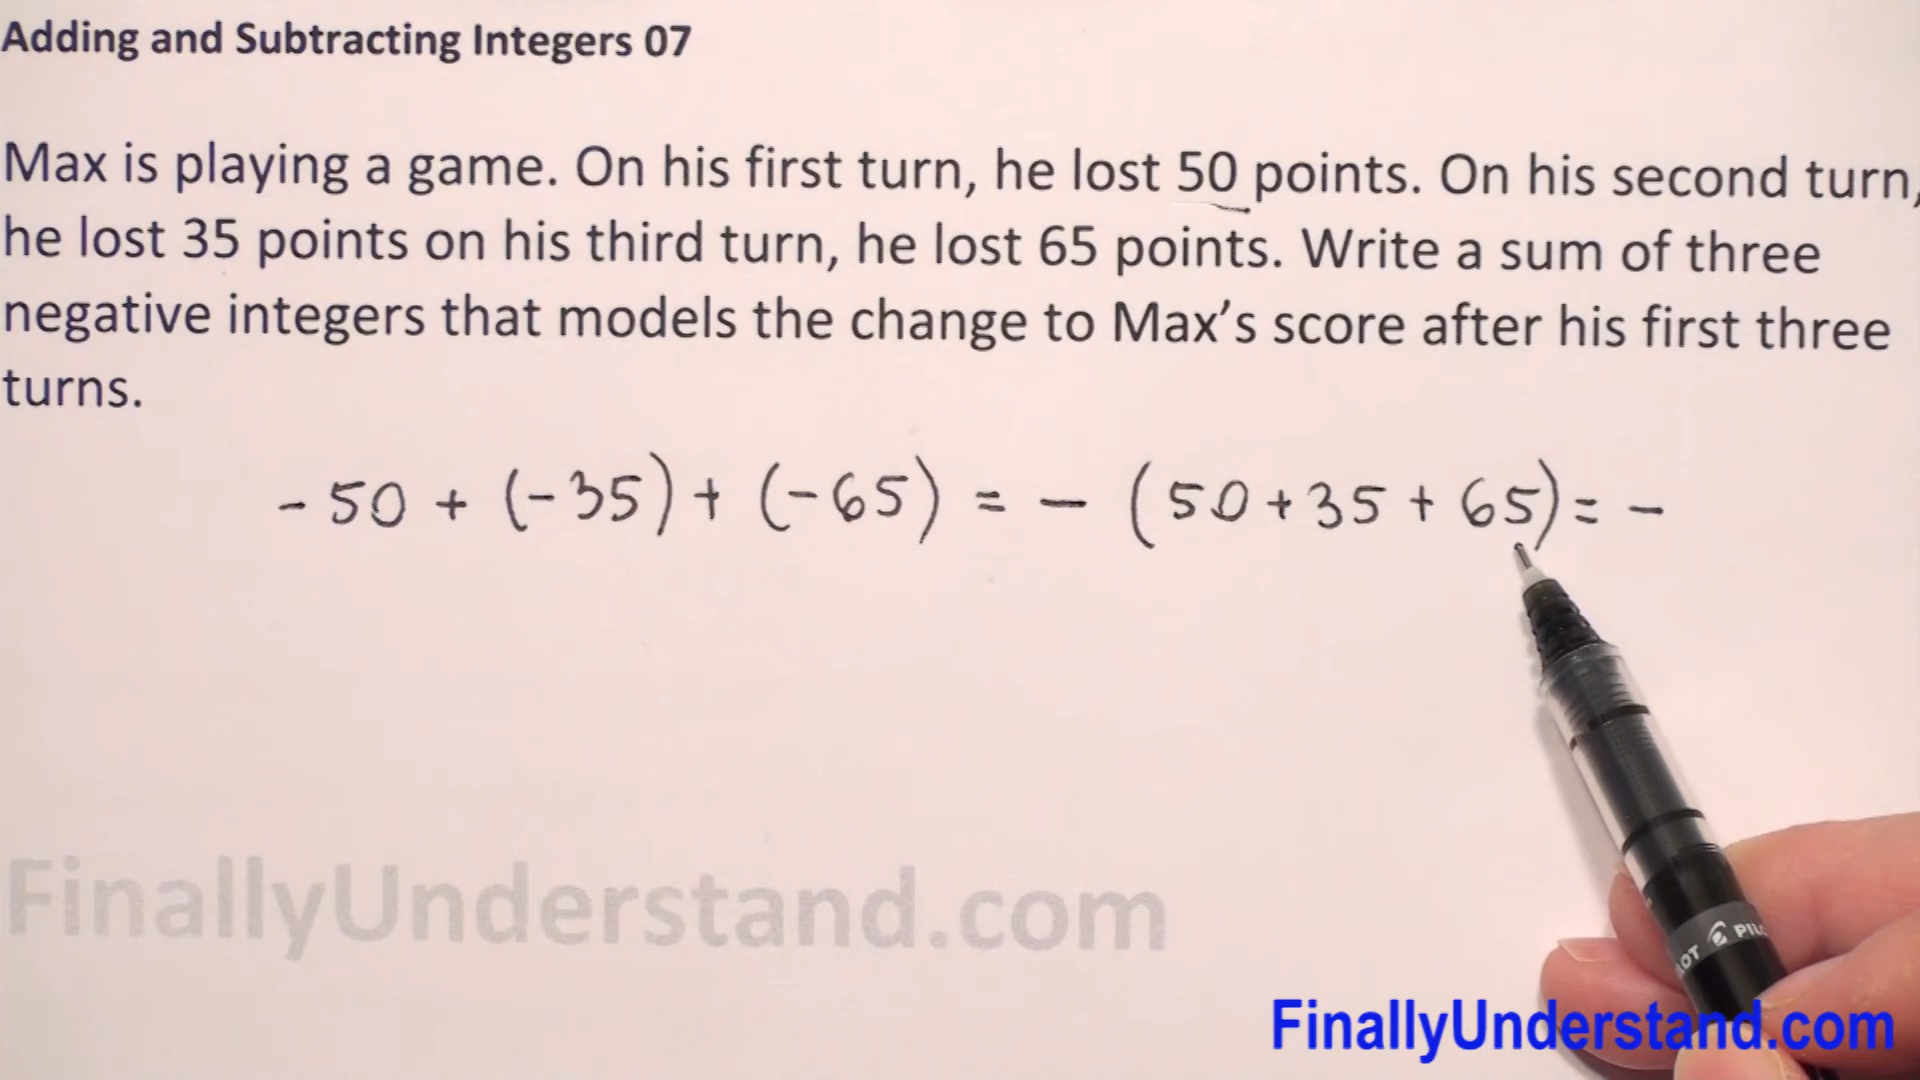 Adding and Subtracting Integers 07
Max is playing a game. On his first turn, he lost 50 points. On his second turn,
he lost 35 points on his third turn, he lost 65 points. Write a sum of three
negative integers that models the change to Max’s score after his first three
turns.
- 50 + (-35) + (-65) = - (50+35 + 65) = -
FinallyUnderstand.com
PILOT
FinallyUnderstand.com